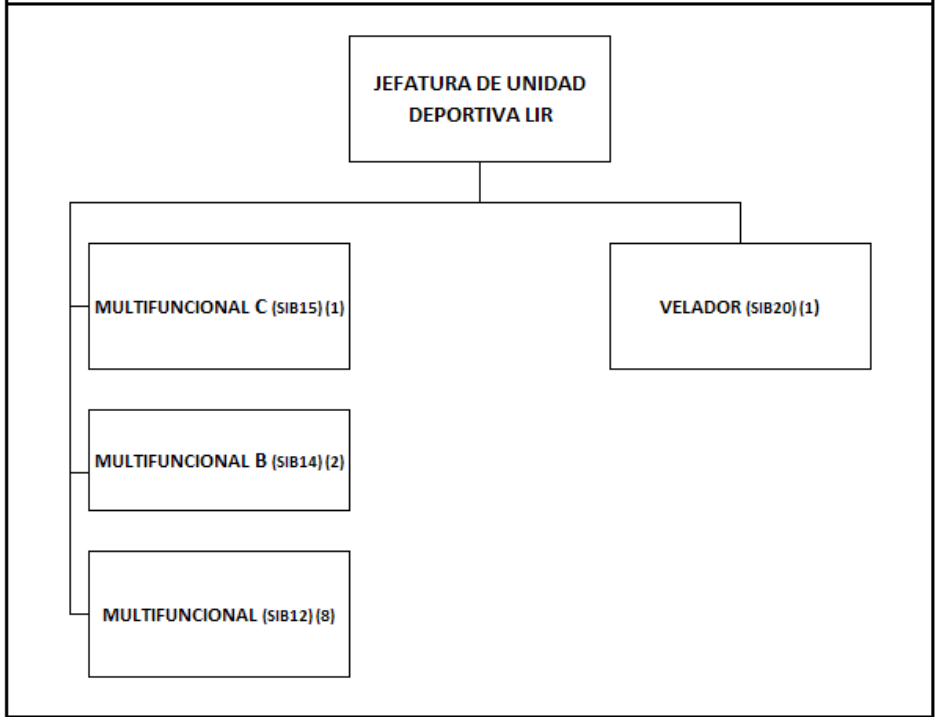 JEFATURA DE UNIDAD
DEPORTIVA LIR
MULTIFUNCIONAL C (SIB15)(1)
VELADOR (SIB20)(1)
MULTIFUNCIONAL B (SIB14)(2)
MULTIFUNCIONAL (SIB12)(8)